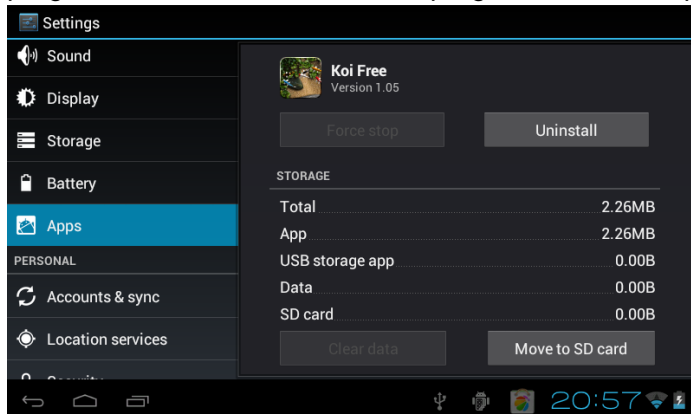 Settings
Sound
Display
Storage
Battery
Apps
PERSONAL
Accounts & sync
Location services
Koi Free
Version 1.05
Force stop
Uninstall
STORAGE
Total 2.26MB
App 2.26MB
USB storage app 0.00B
Data 0.00B
SD card 0.00B
Clear data
Move to SD card
20:57